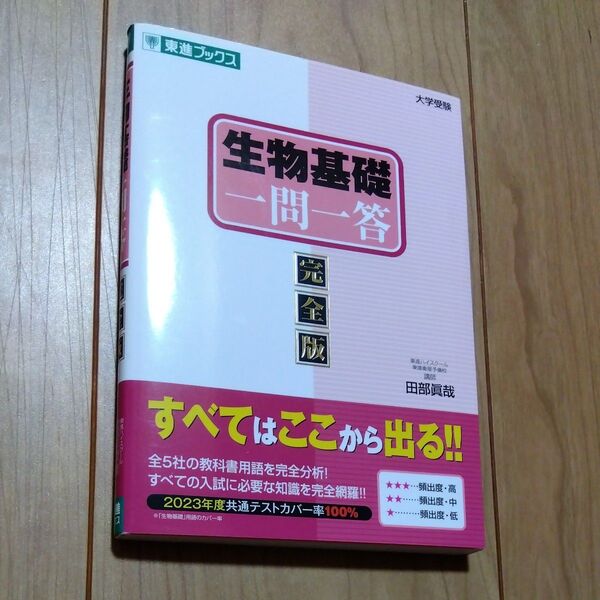 東進ブックス
大学受験
生物基礎
一問一答
完全版
東進ハイスクール
東進衛星予備校
講師
田部眞哉
すべてはここから出る!!
全5社の教科書用語を完全分析!
すべての入試に必要な知識を完全網羅!!
2023年度共通テストカバー率100%
※「生物基礎」用語のカバー率
★★★……頻出度・高
★★……頻出度・中
★……頻出度・低